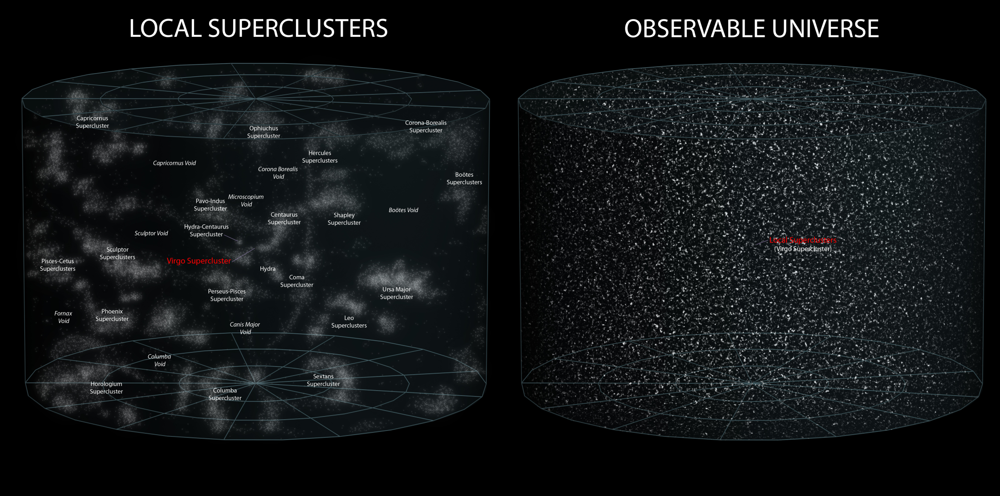 LOCAL SUPERCLUSTERS
Capricornus
Supercluster
Ophiuchus
Supercluster
Corona-Borealis
Supercluster
Hercules
Superclusters
Capricornus Void
Corona Borealis
Void
Boötes
Superclusters
Pavo-Indus
Supercluster
Microscopium
Void
Centaurus
Supercluster
Shapley
Supercluster
Boötes Void
Hydra-Centaurus
Supercluster
Sculptor Void
Sculptor
Superclusters
Pisces-Cetus
Superclusters
Virgo Supercluster
Hydra
Coma
Supercluster
Perseus-Pisces
Supercluster
Ursa Major
Supercluster
Fornax
Void
Phoenix
Supercluster
Leo
Superclusters
Canis Major
Void
Columba
Void
Horologium
Supercluster
Columba
Supercluster
Sextans
Supercluster
OBSERVABLE UNIVERSE
Local Superclusters
(Virgo Supercluster)